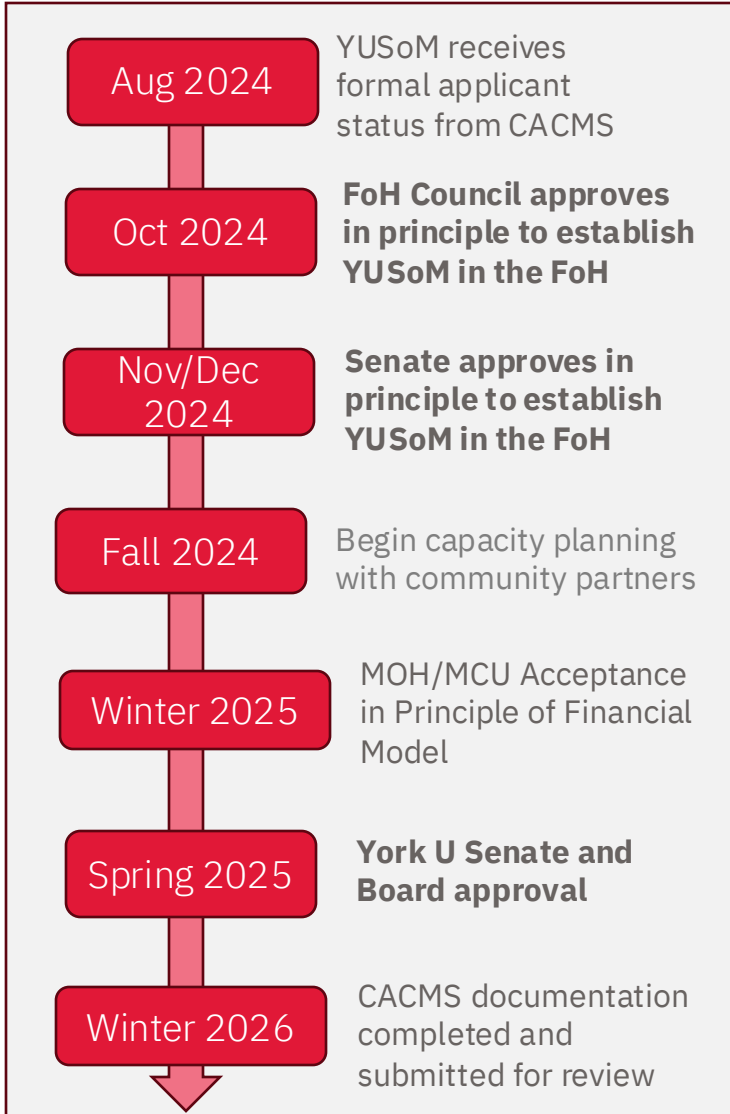 Aug 2024
YUSoM receives
formal applicant
status from CACMS
Oct 2024
FoH Council approves
in principle to establish
YUSoM in the FoH
Nov/Dec
2024
Senate approves in
principle to establish
YUSoM in the FoH
Fall 2024
Begin capacity planning
with community partners
Winter 2025
MOH/MCU Acceptance
in Principle of Financial
Model
Spring 2025
York U Senate and
Board approval
Winter 2026
CACMS documentation
completed and
submitted for review